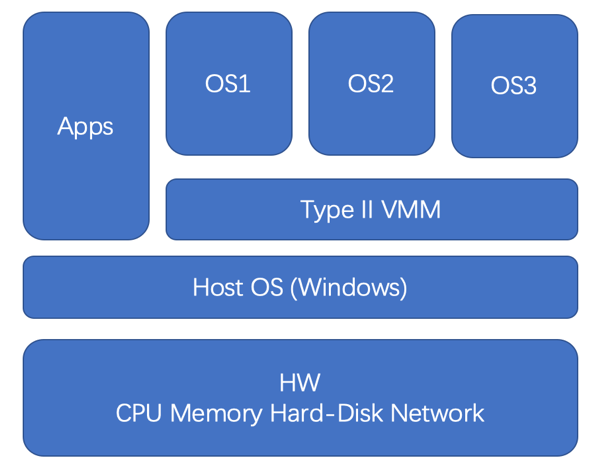 Apps
OS1
OS2
OS3
Type II VMM
Host OS (Windows)
HW
CPU Memory Hard-Disk Network